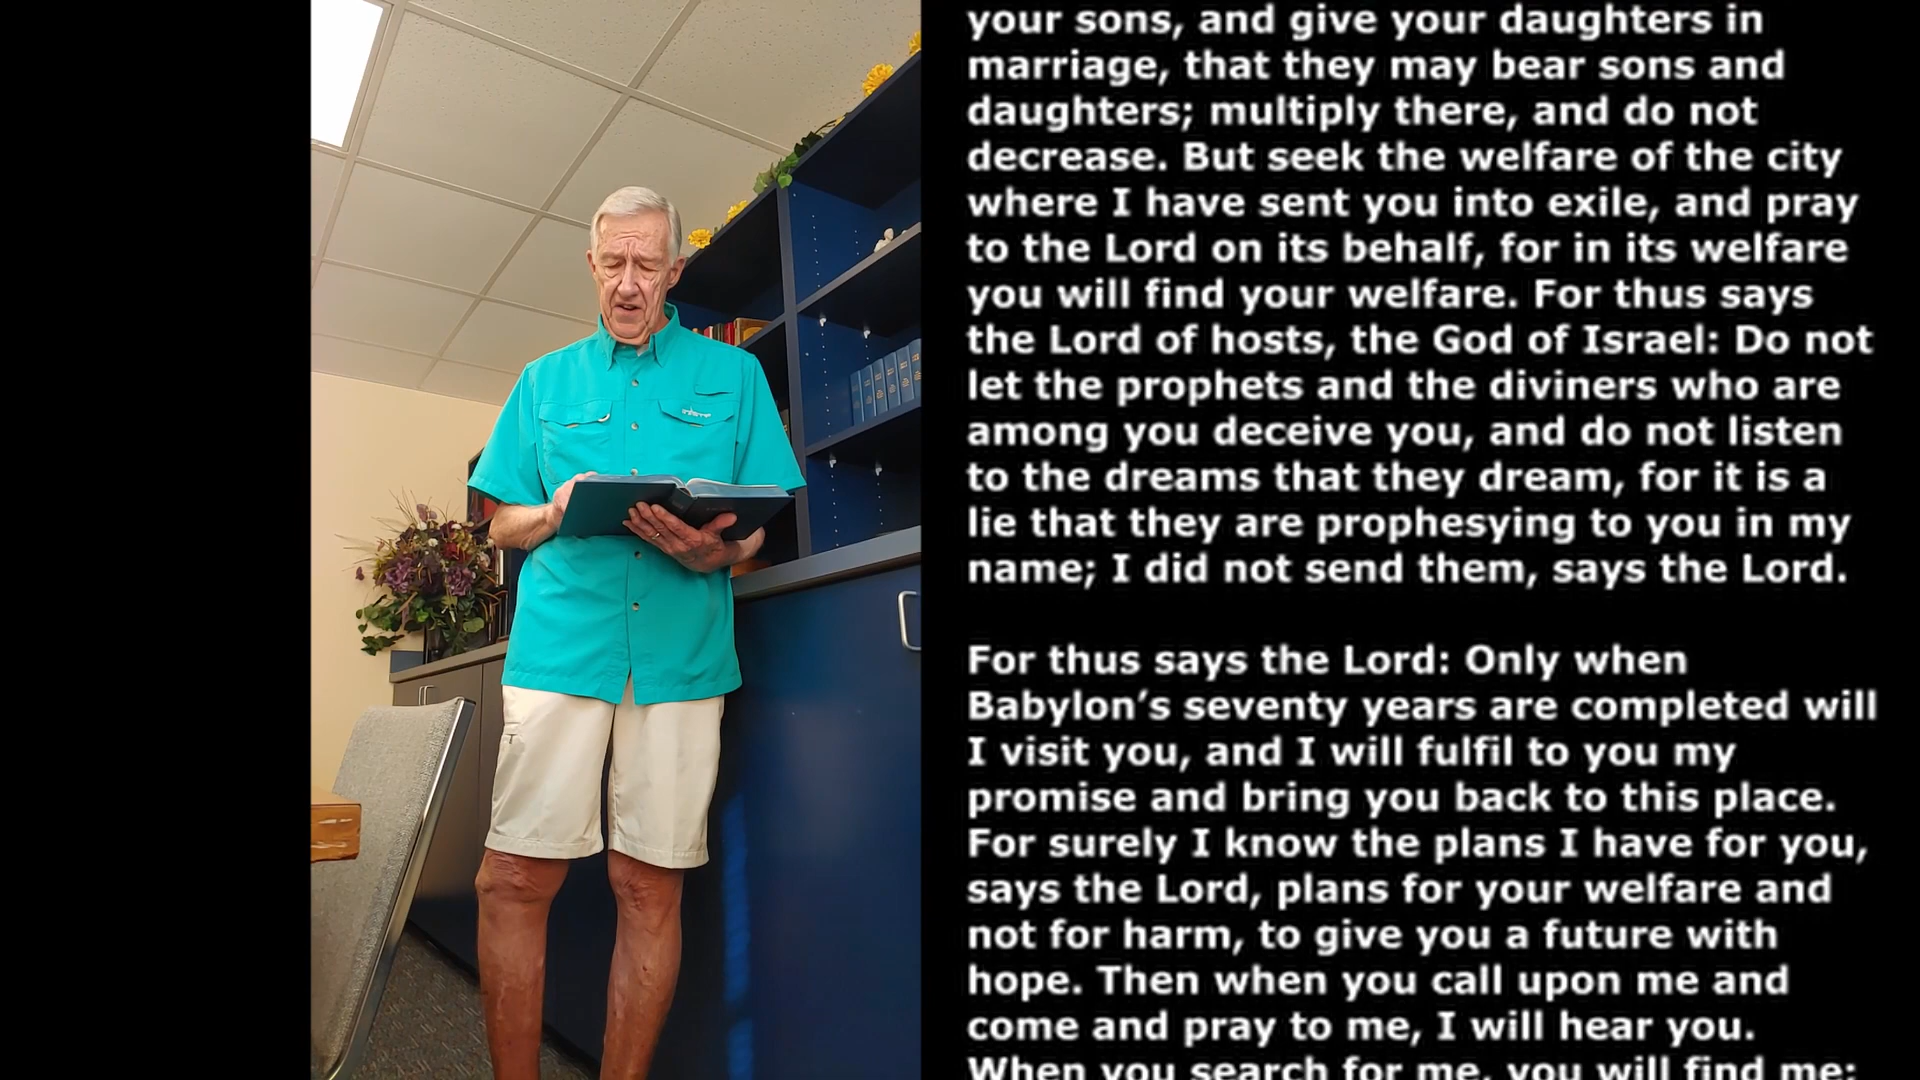 your sons, and give your daughters in
marriage, that they may bear sons and
daughters; multiply there, and do not
decrease. But seek the welfare of the city
where I have sent you into exile, and pray
to the Lord on its behalf, for in its welfare
you will find your welfare. For thus says
the Lord of hosts, the God of Israel: Do not
let the prophets and the diviners who are
among you deceive you, and do not listen
to the dreams that they dream, for it is a
lie that they are prophesying to you in my
name; I did not send them, says the Lord.
For thus says the Lord: Only when
Babylon’s seventy years are completed will
I visit you, and I will fulfil to you my
promise and bring you back to this place.
For surely I know the plans I have for you,
says the Lord, plans for your welfare and
not for harm, to give you a future with
hope. Then when you call upon me and
come and pray to me, I will hear you.
When you search for me, you will find me;